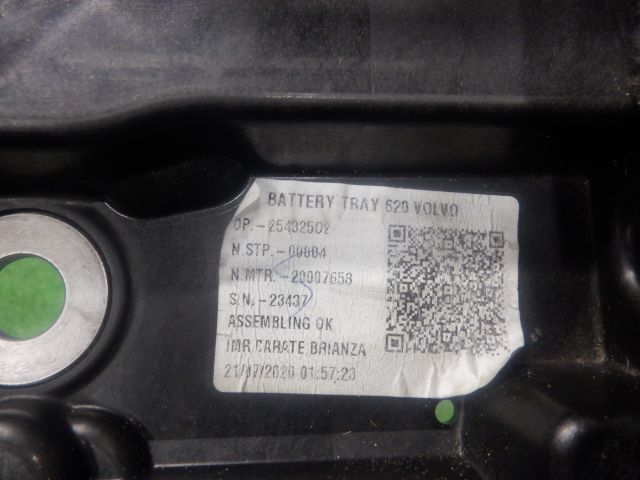 BATTERY TRAY 620 VOLVO
OP.-25432502
N.STP.-00004
N.MTR.-20007658
S/N.-23437
ASSEMBLING OK
IMR CARATE BRIANZA
21/07/2020 01:57:23